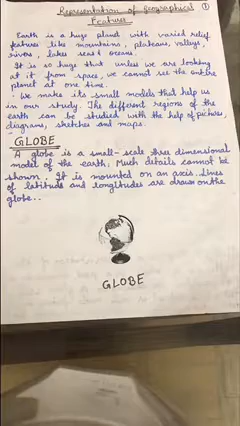 Representation of Geographical ①
Features
Earth is a huge planet with varied relief
features like mountains, plateaus, valleys,
rivers, lakes seas & oceans.
It is so huge that unless we are looking
at it from space, we cannot see the entire
planet at one time.
We make its small models that help us
in our study. The different regions of the
earth can be studied with the help of pictures,
diagrams, sketches and maps.
GLOBE
A globe is a small-scale three dimensional
model of the earth. Much details cannot be
shown. It is mounted on an axis. Lines
of latitude and longitudes are drawn on the
globe..
GLOBE